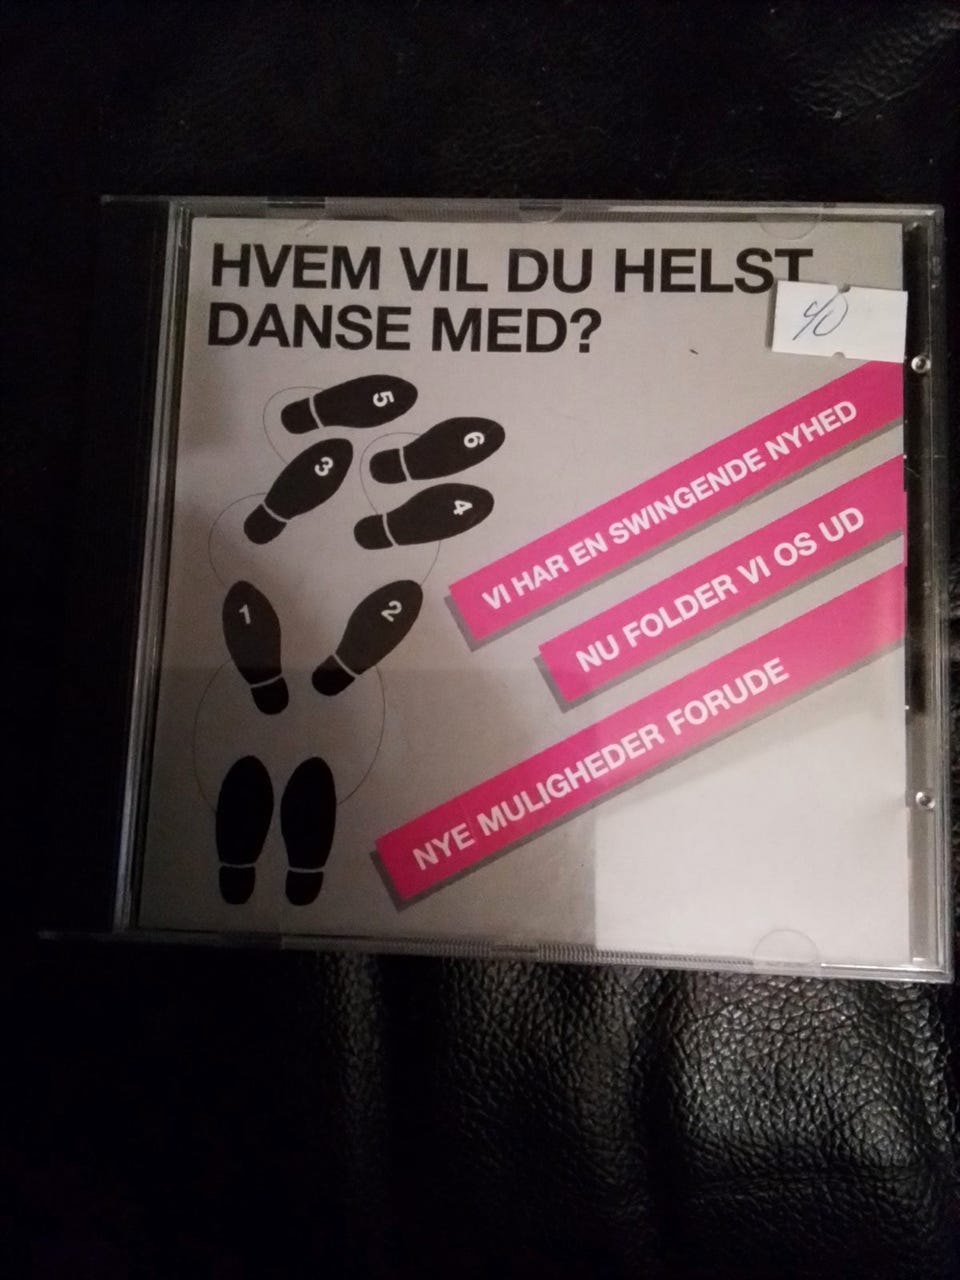 HVEM VIL DU HELST
DANSE MED?
40
5
6
3
4
VI HAR EN SWINGENDE NYHED
NU FOLDER VI OS UD
1
2
NYE MULIGHEDER FORUDE